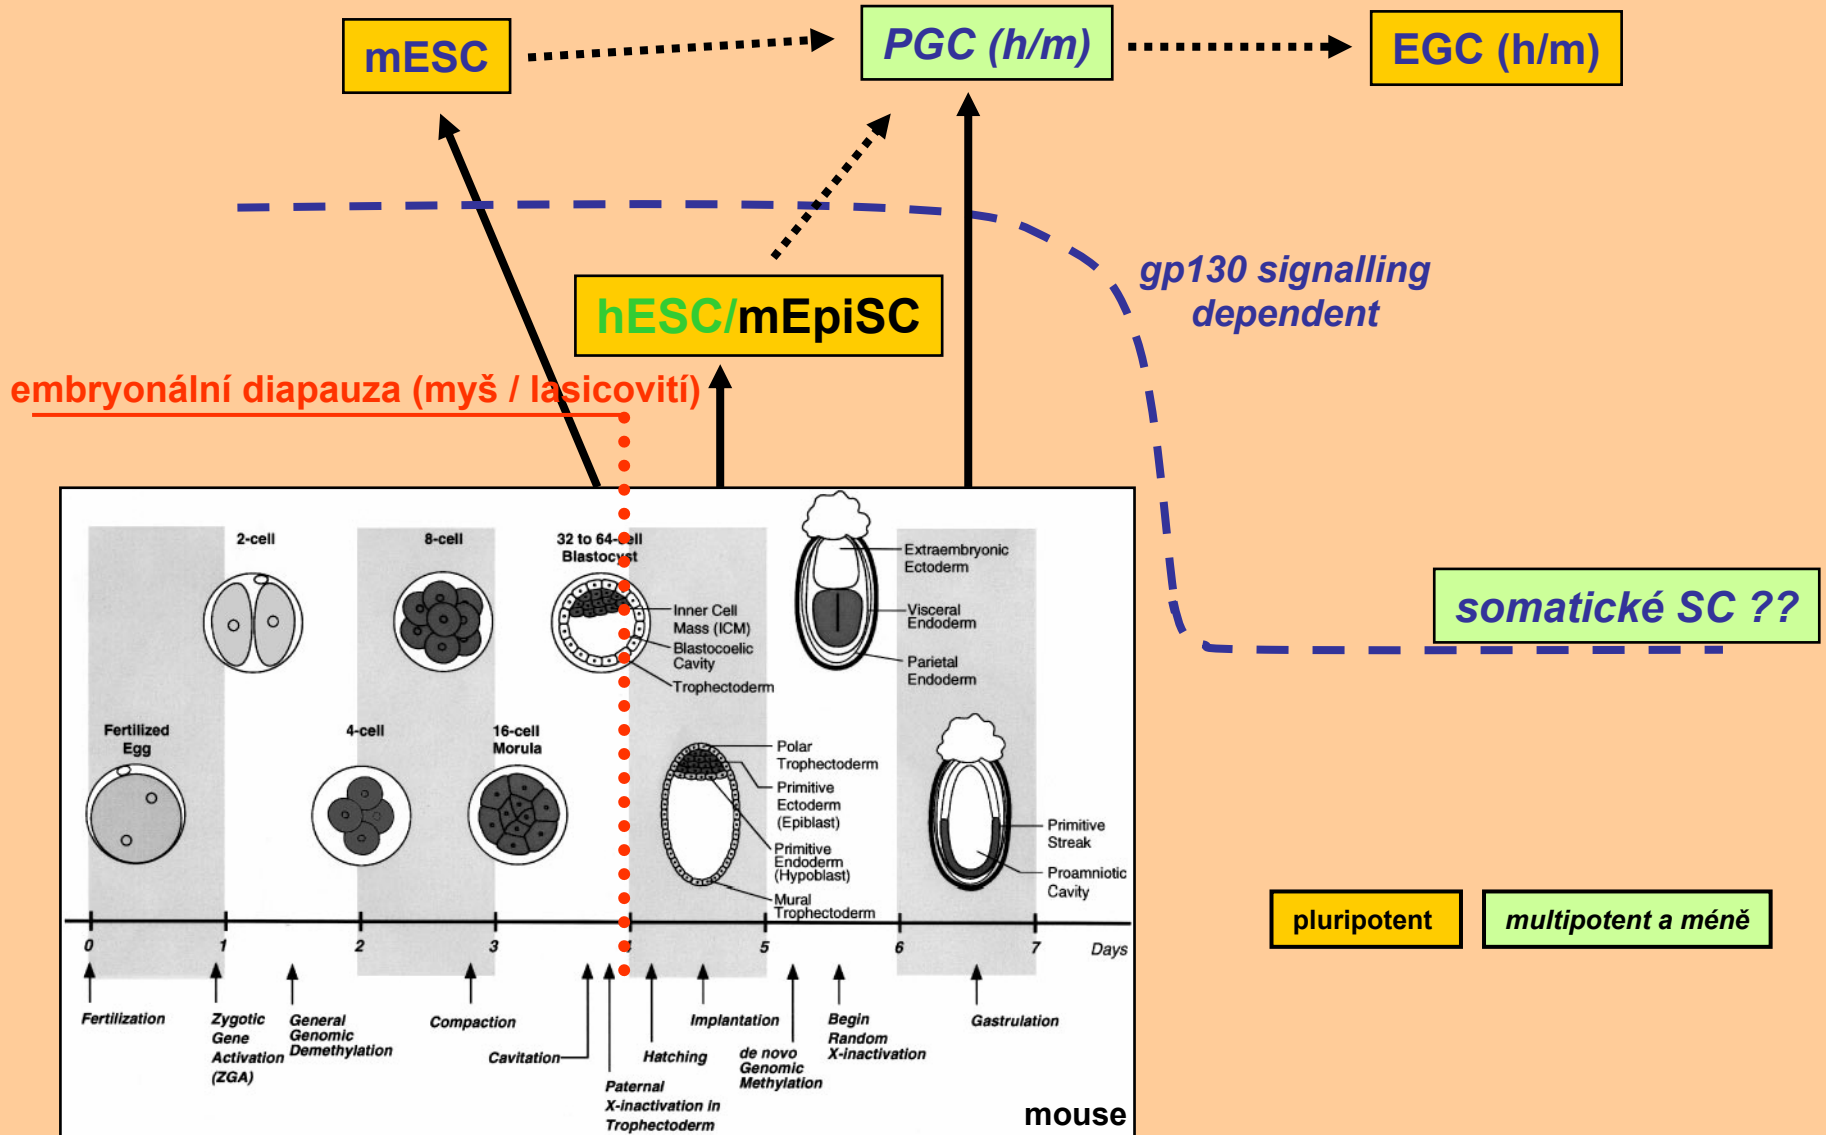 mESC
PGC (h/m)
EGC (h/m)
gp130 signalling
dependent
hESC/mEpiSC
embryonální diapauza (myš / lasicovití)
somatické SC ??
2-cell
8-cell
32 to 64-cell
Blastocyst
Inner Cell
Mass (ICM)
Blastocoelic
Cavity
Trophectoderm
Extraembryonic
Ectoderm
Visceral
Endoderm
Parietal
Endoderm
Fertilized
Egg
4-cell
16-cell
Morula
Polar
Trophectoderm
Primitive
Ectoderm
(Epiblast)
Primitive
Endoderm
(Hypoblast)
Mural
Trophectoderm
Primitive
Streak
Proamniotic
Cavity
0 1 2 3 4 5 6 7 Days
Fertilization
Zygotic
Gene
Activation
(ZGA)
General
Genomic
Demethylation
Compaction
Cavitation
Paternal
X-inactivation in
Trophectoderm
Hatching
Implantation
de novo
Genomic
Methylation
Begin
Random
X-inactivation
Gastrulation
mouse
pluripotent
multipotent a méně